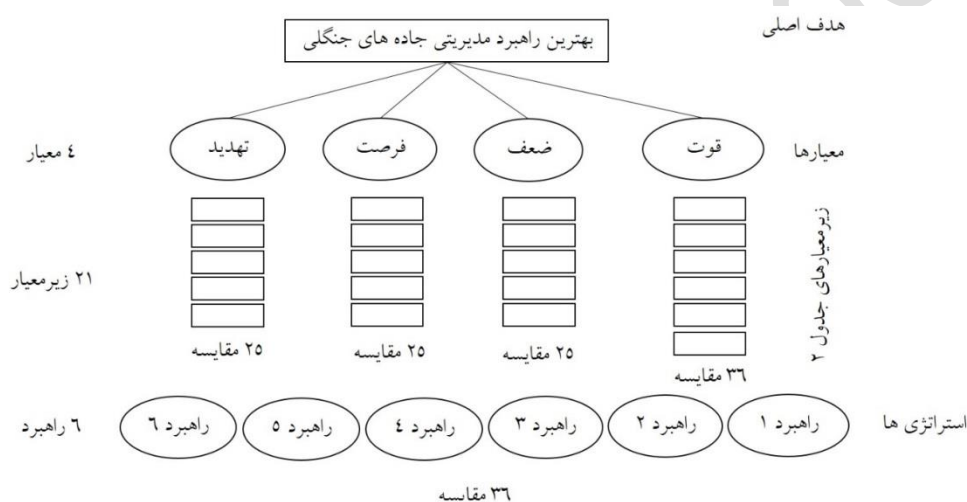 هدف اصلی
بهترین راهبرد مدیریتی جاده های جنگلی
معیارها
قوت
ضعف
فرصت
تهدید
٤ معیار
زیرمعیارهای جدول ٢
٢١ زیرمعیار
٣٦ مقایسه
٢٥ مقایسه
٢٥ مقایسه
٢٥ مقایسه
استراتژی ها
راهبرد ١
راهبرد ٢
راهبرد ٣
راهبرد ٤
راهبرد ٥
راهبرد ٦
٦ راهبرد
٣٦ مقایسه